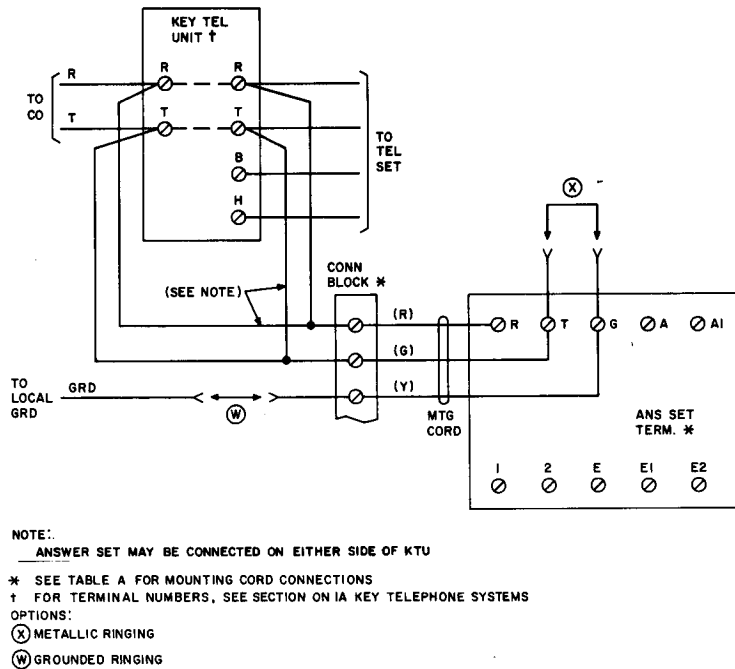 KEY TEL
UNIT †
R
R
R
TO
CO
T
T
T
TO
TEL
SET
B
H
X
CONN
BLOCK *
(SEE NOTE)
(R)
R
T
G
A
A1
(G)
TO
LOCAL
GRD
GRD
W
(Y)
MTG
CORD
ANS SET
TERM. *
1
2
E
E1
E2
NOTE:
ANSWER SET MAY BE CONNECTED ON EITHER SIDE OF KTU
* SEE TABLE A FOR MOUNTING CORD CONNECTIONS
† FOR TERMINAL NUMBERS, SEE SECTION ON 1A KEY TELEPHONE SYSTEMS
OPTIONS:
X METALLIC RINGING
W GROUNDED RINGING